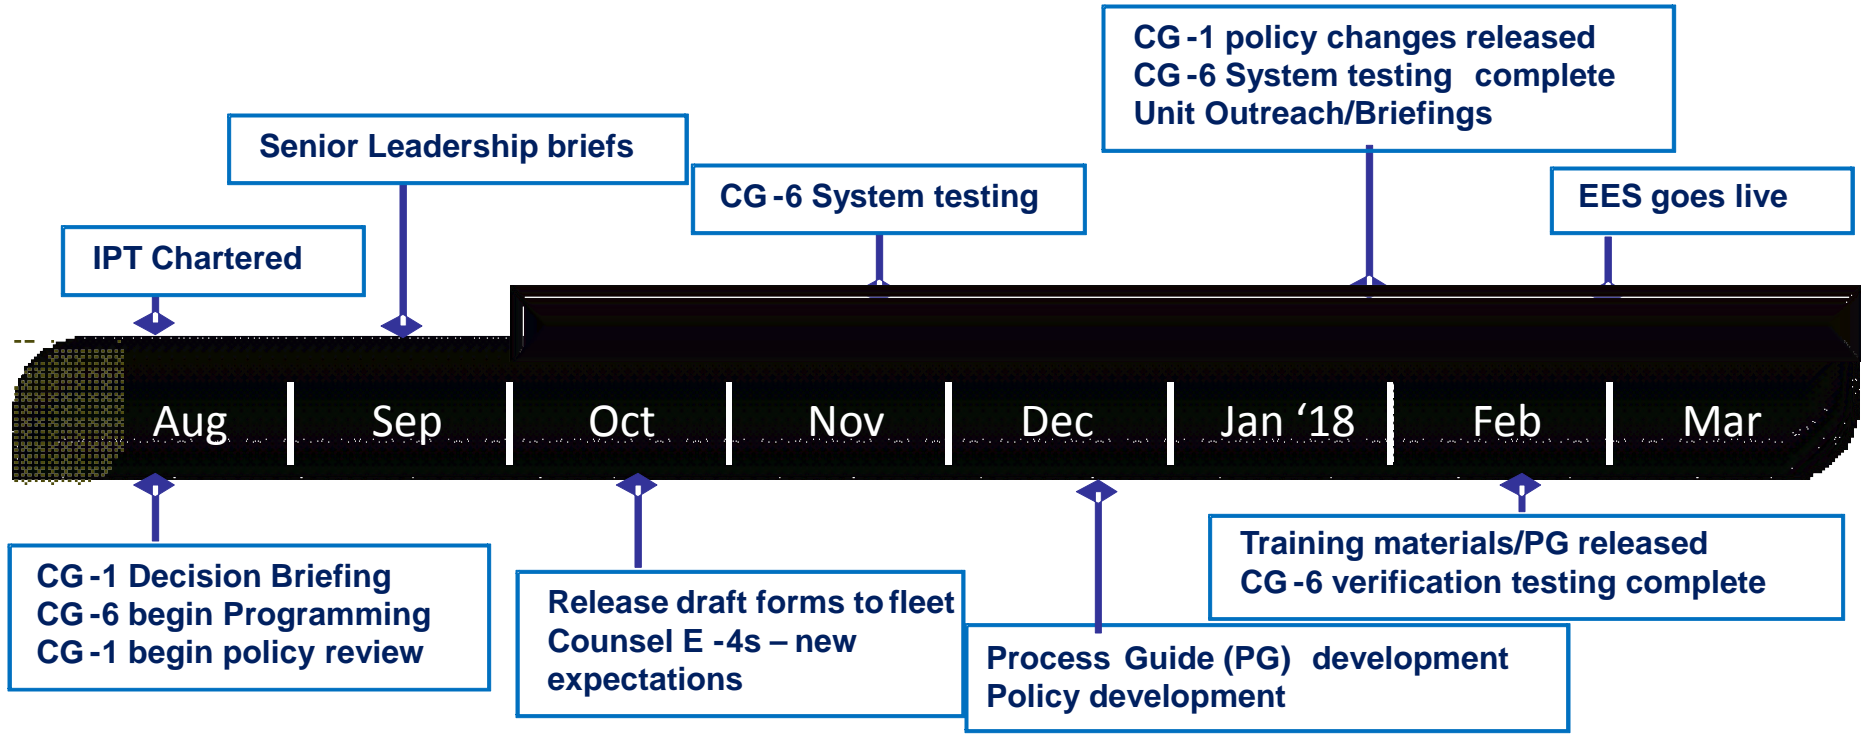 CG-1 policy changes released
CG-6 System testing complete
Unit Outreach/Briefings
Senior Leadership briefs
CG-6 System testing
EES goes live
IPT Chartered
Aug Sep Oct Nov Dec Jan ‘18 Feb Mar
CG-1 Decision Briefing
CG-6 begin Programming
CG-1 begin policy review
Release draft forms to fleet
Counsel E-4s – new
expectations
Process Guide (PG) development
Policy development
Training materials/PG released
CG-6 verification testing complete